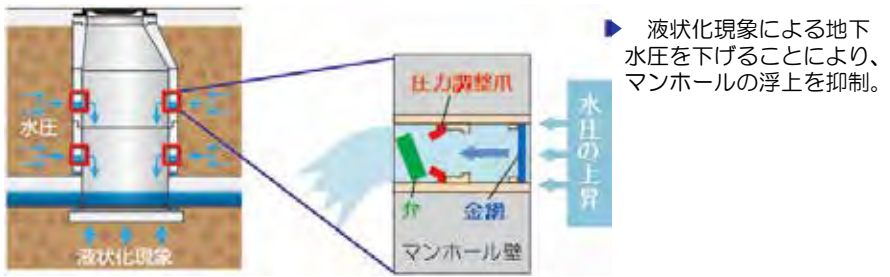 水圧
液状化現象
圧力調整爪
弁
金網
マンホール壁
水圧の上昇
液状化現象による地下
水圧を下げることにより、
マンホールの浮上を抑制。